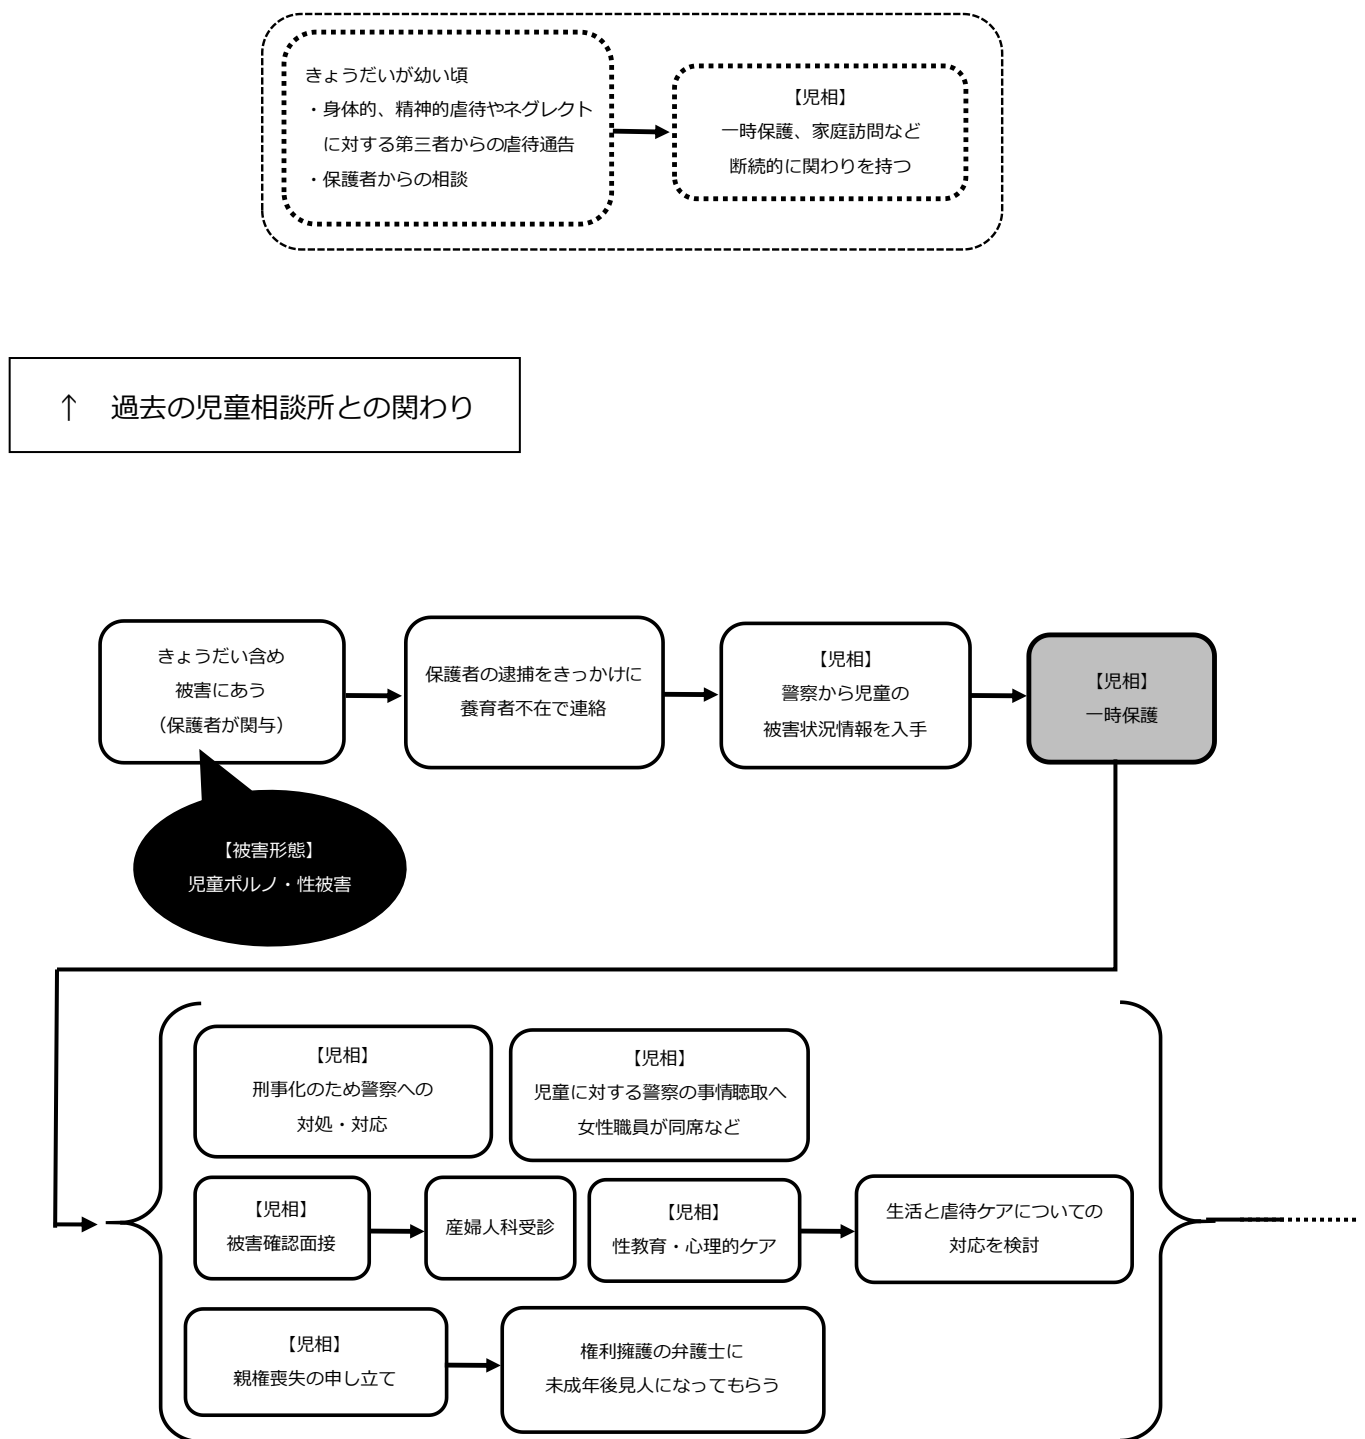 きょうだいが幼い頃
・身体的、精神的虐待やネグレクト
に対する第三者からの虐待通告
・保護者からの相談
【児相】
一時保護、家庭訪問など
断続的に関わりを持つ
↑　過去の児童相談所との関わり
きょうだい含め
被害にあう
（保護者が関与）
保護者の逮捕をきっかけに
養育者不在で連絡
【児相】
警察から児童の
被害状況情報を入手
【児相】
一時保護
【被害形態】
児童ポルノ・性被害
【児相】
刑事化のため警察への
対処・対応
【児相】
児童に対する警察の事情聴取へ
女性職員が同席など
【児相】
被害確認面接
産婦人科受診
【児相】
性教育・心理的ケア
生活と虐待ケアについての
対応を検討
【児相】
親権喪失の申し立て
権利擁護の弁護士に
未成年後見人になってもらう